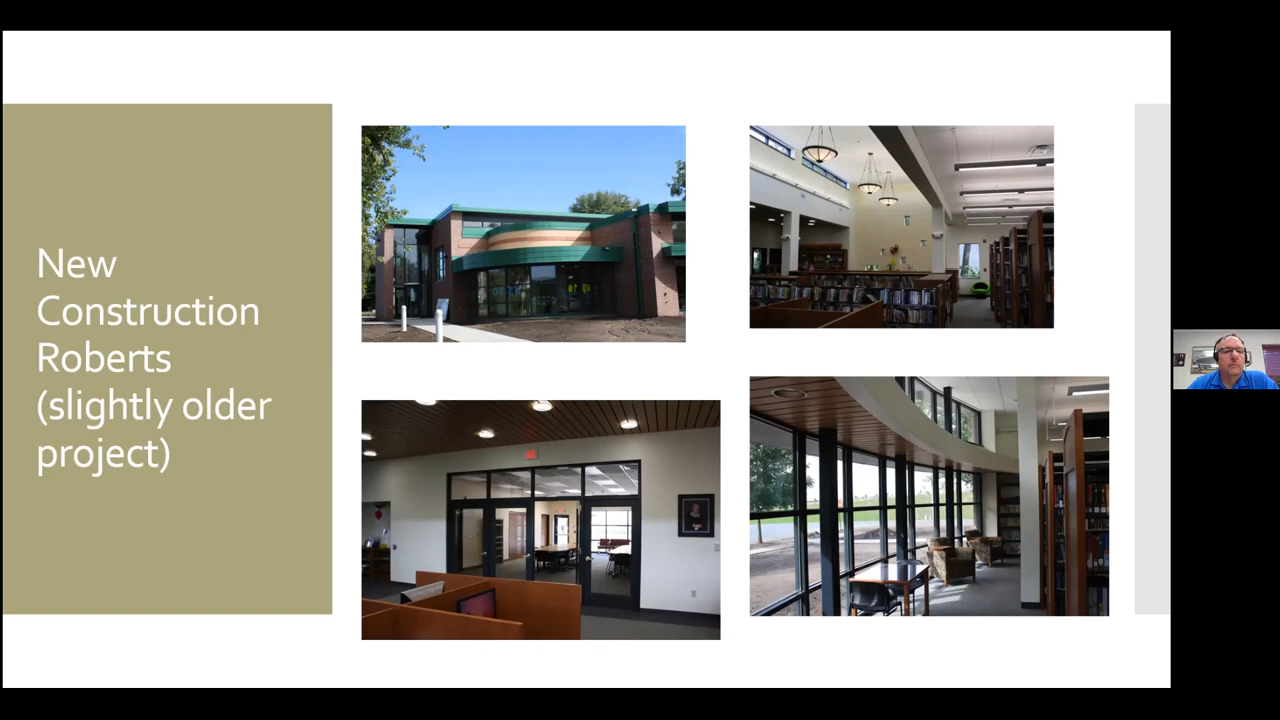 New
Construction
Roberts
(slightly older
project)